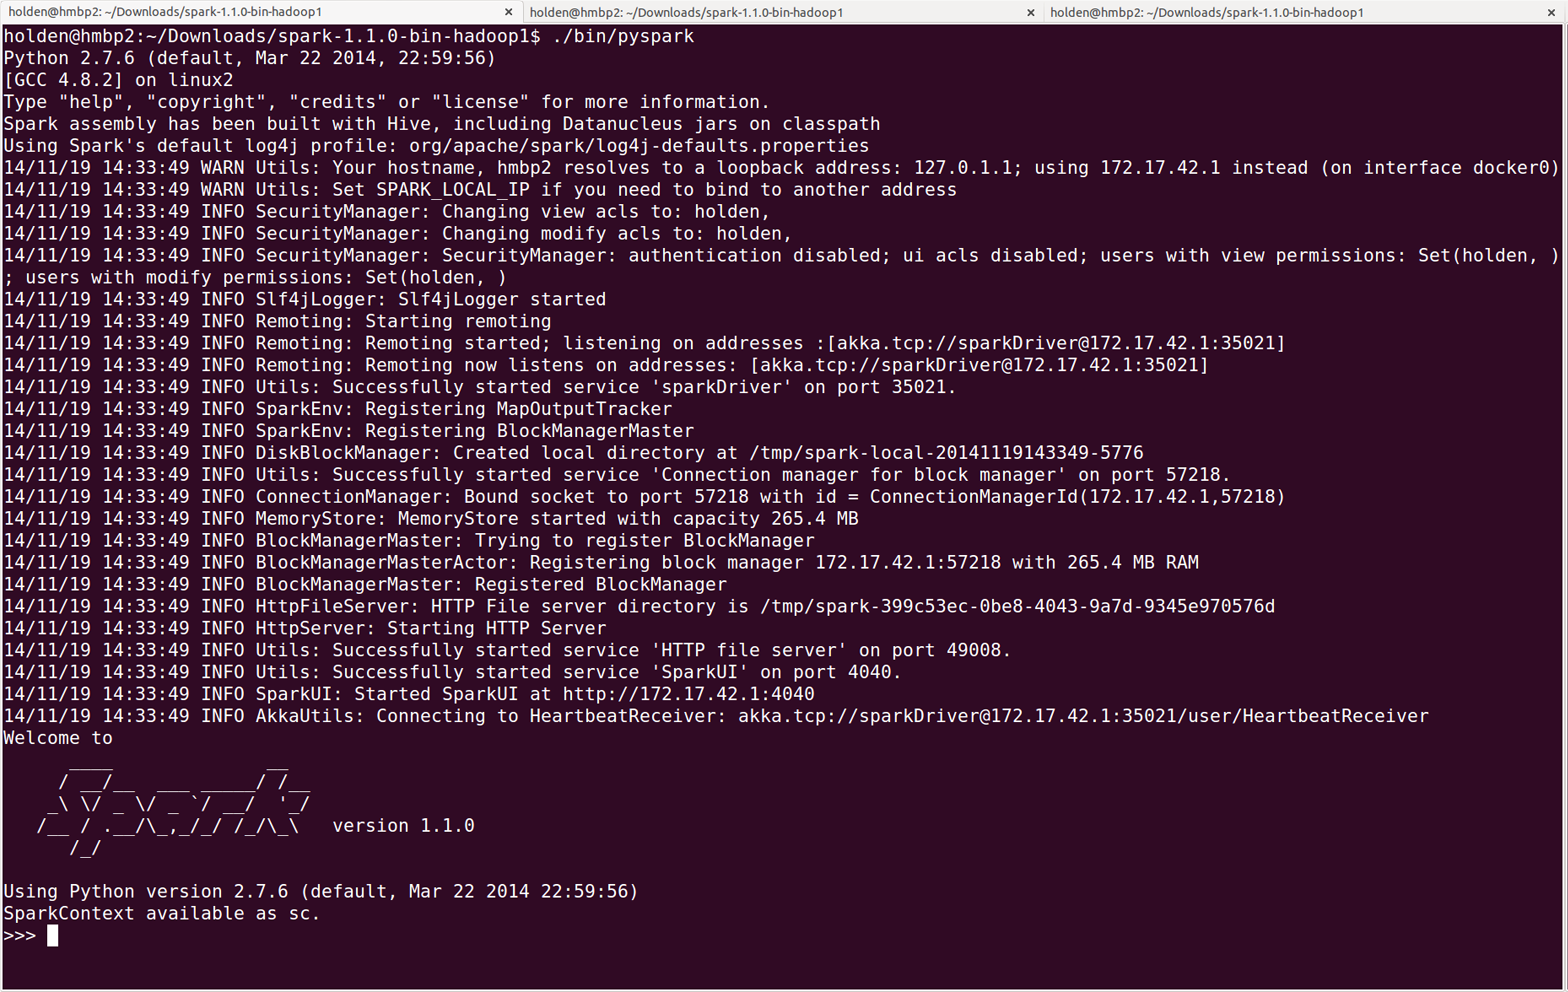 holden@hmbp2: ~/Downloads/spark-1.1.0-bin-hadoop1 × holden@hmbp2: ~/Downloads/spark-1.1.0-bin-hadoop1 × holden@hmbp2: ~/Downloads/spark-1.1.0-bin-hadoop1 ×
holden@hmbp2:~/Downloads/spark-1.1.0-bin-hadoop1$ ./bin/pyspark
Python 2.7.6 (default, Mar 22 2014, 22:59:56)
[GCC 4.8.2] on linux2
Type "help", "copyright", "credits" or "license" for more information.
Spark assembly has been built with Hive, including Datanucleus jars on classpath
Using Spark's default log4j profile: org/apache/spark/log4j-defaults.properties
14/11/19 14:33:49 WARN Utils: Your hostname, hmbp2 resolves to a loopback address: 127.0.1.1; using 172.17.42.1 instead (on interface docker0)
14/11/19 14:33:49 WARN Utils: Set SPARK_LOCAL_IP if you need to bind to another address
14/11/19 14:33:49 INFO SecurityManager: Changing view acls to: holden,
14/11/19 14:33:49 INFO SecurityManager: Changing modify acls to: holden,
14/11/19 14:33:49 INFO SecurityManager: SecurityManager: authentication disabled; ui acls disabled; users with view permissions: Set(holden, )
; users with modify permissions: Set(holden, )
14/11/19 14:33:49 INFO Slf4jLogger: Slf4jLogger started
14/11/19 14:33:49 INFO Remoting: Starting remoting
14/11/19 14:33:49 INFO Remoting: Remoting started; listening on addresses :[akka.tcp://sparkDriver@172.17.42.1:35021]
14/11/19 14:33:49 INFO Remoting: Remoting now listens on addresses: [akka.tcp://sparkDriver@172.17.42.1:35021]
14/11/19 14:33:49 INFO Utils: Successfully started service 'sparkDriver' on port 35021.
14/11/19 14:33:49 INFO SparkEnv: Registering MapOutputTracker
14/11/19 14:33:49 INFO SparkEnv: Registering BlockManagerMaster
14/11/19 14:33:49 INFO DiskBlockManager: Created local directory at /tmp/spark-local-20141119143349-5776
14/11/19 14:33:49 INFO Utils: Successfully started service 'Connection manager for block manager' on port 57218.
14/11/19 14:33:49 INFO ConnectionManager: Bound socket to port 57218 with id = ConnectionManagerId(172.17.42.1,57218)
14/11/19 14:33:49 INFO MemoryStore: MemoryStore started with capacity 265.4 MB
14/11/19 14:33:49 INFO BlockManagerMaster: Trying to register BlockManager
14/11/19 14:33:49 INFO BlockManagerMasterActor: Registering block manager 172.17.42.1:57218 with 265.4 MB RAM
14/11/19 14:33:49 INFO BlockManagerMaster: Registered BlockManager
14/11/19 14:33:49 INFO HttpFileServer: HTTP File server directory is /tmp/spark-399c53ec-0be8-4043-9a7d-9345e970576d
14/11/19 14:33:49 INFO HttpServer: Starting HTTP Server
14/11/19 14:33:49 INFO Utils: Successfully started service 'HTTP file server' on port 49008.
14/11/19 14:33:49 INFO Utils: Successfully started service 'SparkUI' on port 4040.
14/11/19 14:33:49 INFO SparkUI: Started SparkUI at http://172.17.42.1:4040
14/11/19 14:33:49 INFO AkkaUtils: Connecting to HeartbeatReceiver: akka.tcp://sparkDriver@172.17.42.1:35021/user/HeartbeatReceiver
Welcome to
      ____              __
     / __/__  ___ _____/ /__
    _\ \/ _ \/ _ `/ __/  '_/
   /__ / .__/\_,_/_/ /_/\_\   version 1.1.0
      /_/
Using Python version 2.7.6 (default, Mar 22 2014 22:59:56)
SparkContext available as sc.
>>>